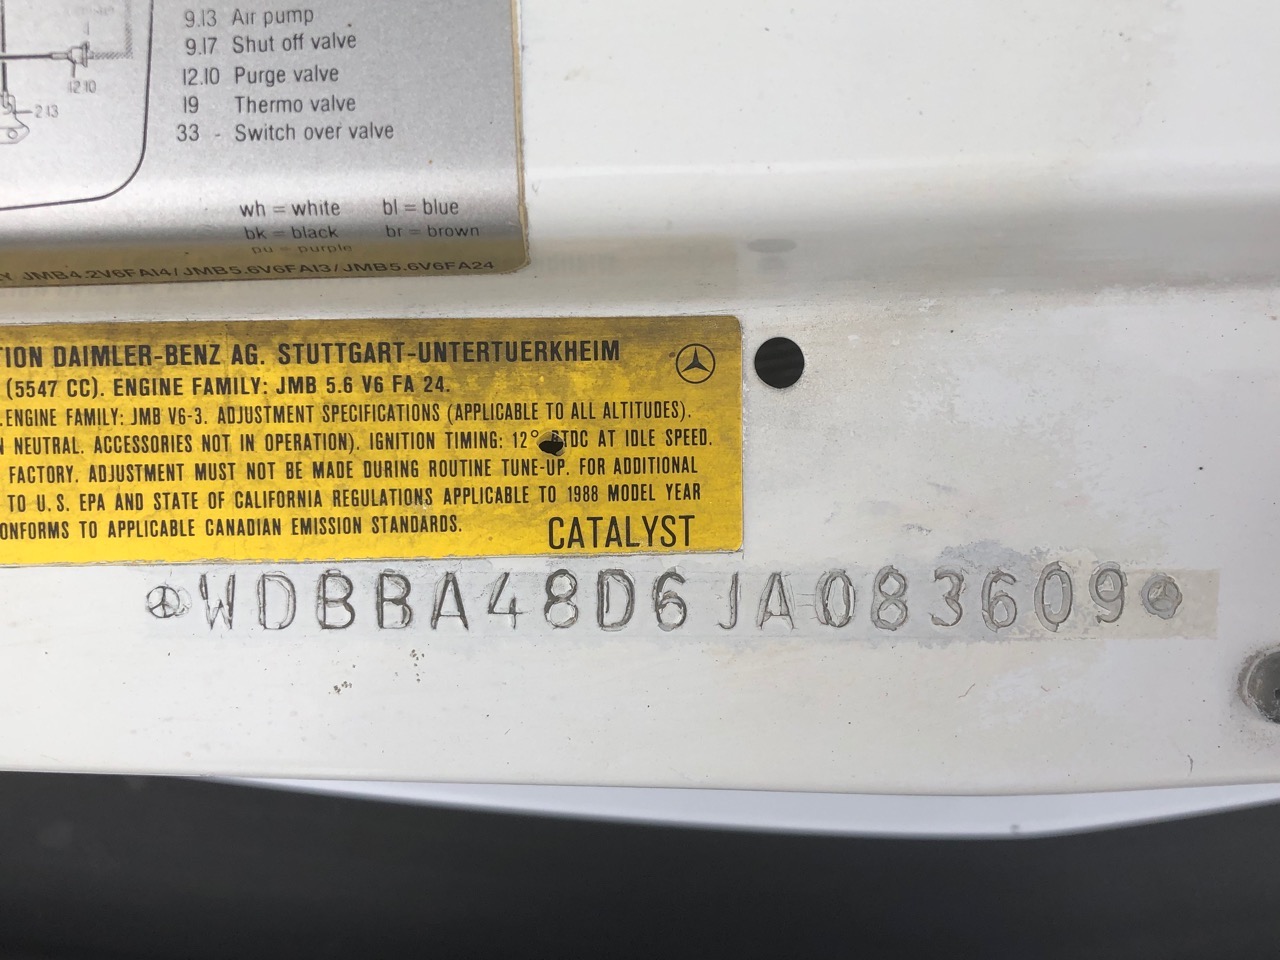 9.13 Air pump
9.17 Shut off valve
12.10 Purge valve
19 Thermo valve
33 - Switch over valve
12.10
2.13
wh = white bl = blue
bk = black br = brown
pu = purple
Y JMB4.2V6FA14/JMB5.6V6FA13/JMB5.6V6FA24
TION DAIMLER-BENZ AG. STUTTGART-UNTERTUERKHEIM
(5547 CC). ENGINE FAMILY: JMB 5.6 V6 FA 24.
.ENGINE FAMILY: JMB V6-3. ADJUSTMENT SPECIFICATIONS (APPLICABLE TO ALL ALTITUDES).
N NEUTRAL. ACCESSORIES NOT IN OPERATION). IGNITION TIMING: 12° BTDC AT IDLE SPEED.
FACTORY. ADJUSTMENT MUST NOT BE MADE DURING ROUTINE TUNE-UP. FOR ADDITIONAL
TO U.S. EPA AND STATE OF CALIFORNIA REGULATIONS APPLICABLE TO 1988 MODEL YEAR
ONFORMS TO APPLICABLE CANADIAN EMISSION STANDARDS.
CATALYST
WDBBA48D6JA083609